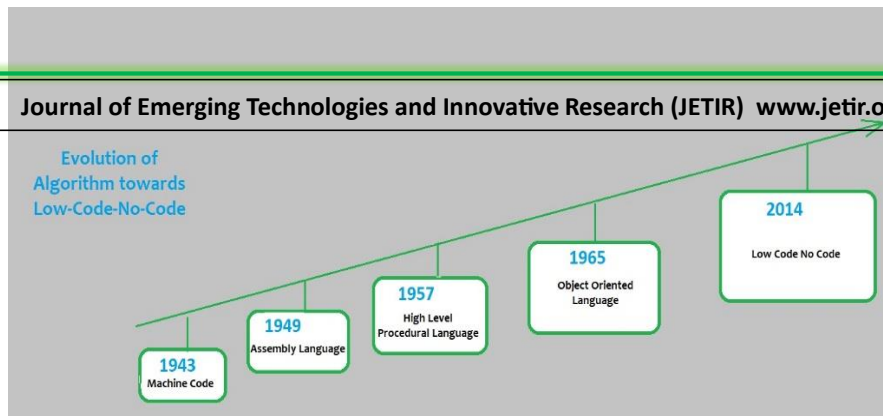 Journal of Emerging Technologies and Innovative Research (JETIR) www.jetir.o
Evolution of
Algorithm towards
Low-Code-No-Code
1943
Machine Code
1949
Assembly Language
1957
High Level
Procedural Language
1965
Object Oriented
Language
2014
Low Code No Code